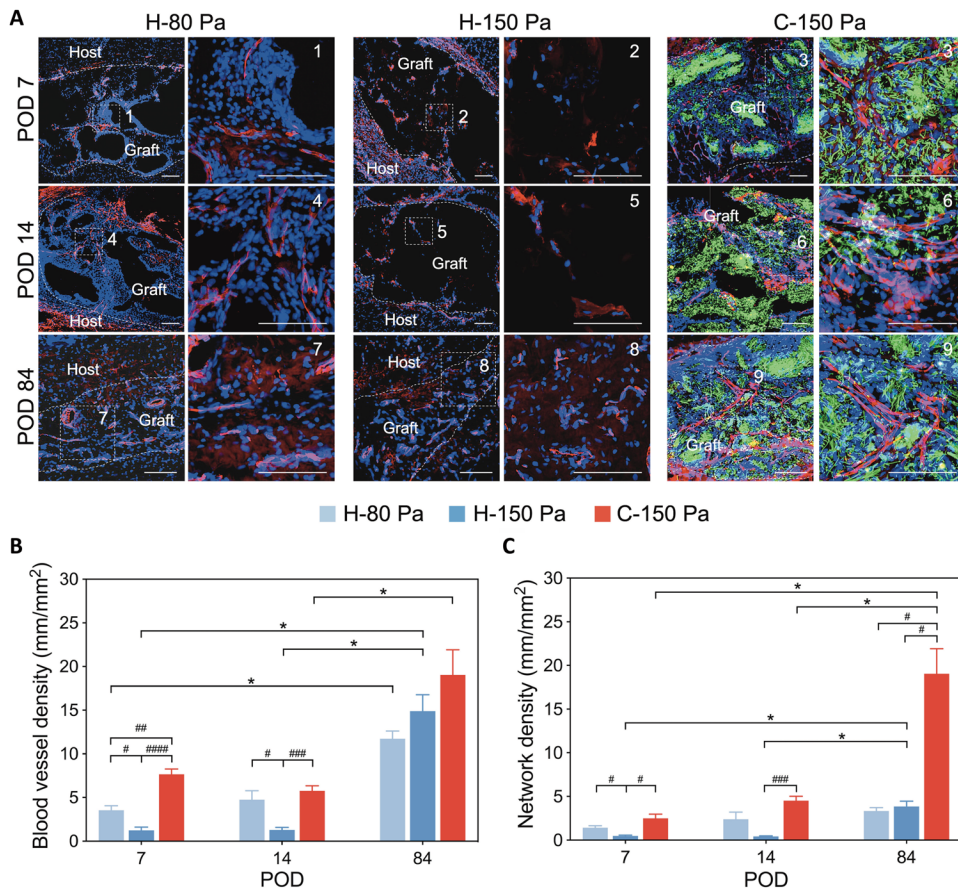 A
H-80 Pa H-150 Pa C-150 Pa
POD 7
Host
1
Graft
1
Graft
2
Host
2
3
Graft
3
POD 14
4
Graft
Host
4
5
Graft
Host
5
Graft
6
6
POD 84
Host
7
Graft
7
Host
8
Graft
8
9
Graft
9
H-80 Pa H-150 Pa C-150 Pa
B
Blood vessel density (mm/mm²)
30
25
20
15
10
5
0
*
*
*
*
##
# ####
# ###
7 14 84
POD
C
Network density (mm/mm²)
30
25
20
15
10
5
0
*
*
#
#
*
*
# #
###
7 14 84
POD